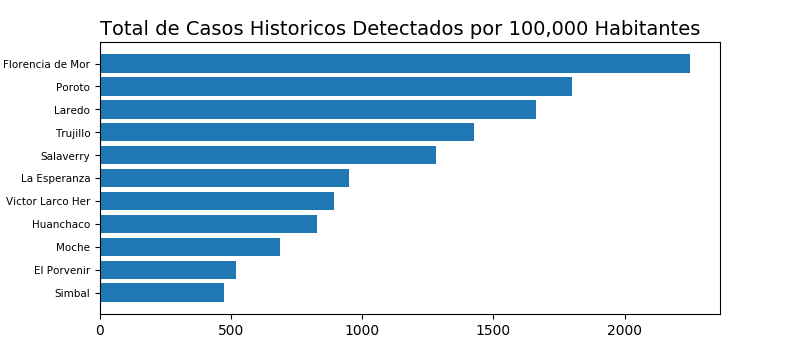 Total de Casos Historicos Detectados por 100,000 Habitantes
Florencia de Mor
Poroto
Laredo
Trujillo
Salaverry
La Esperanza
Victor Larco Her
Huanchaco
Moche
El Porvenir
Simbal
0 500 1000 1500 2000